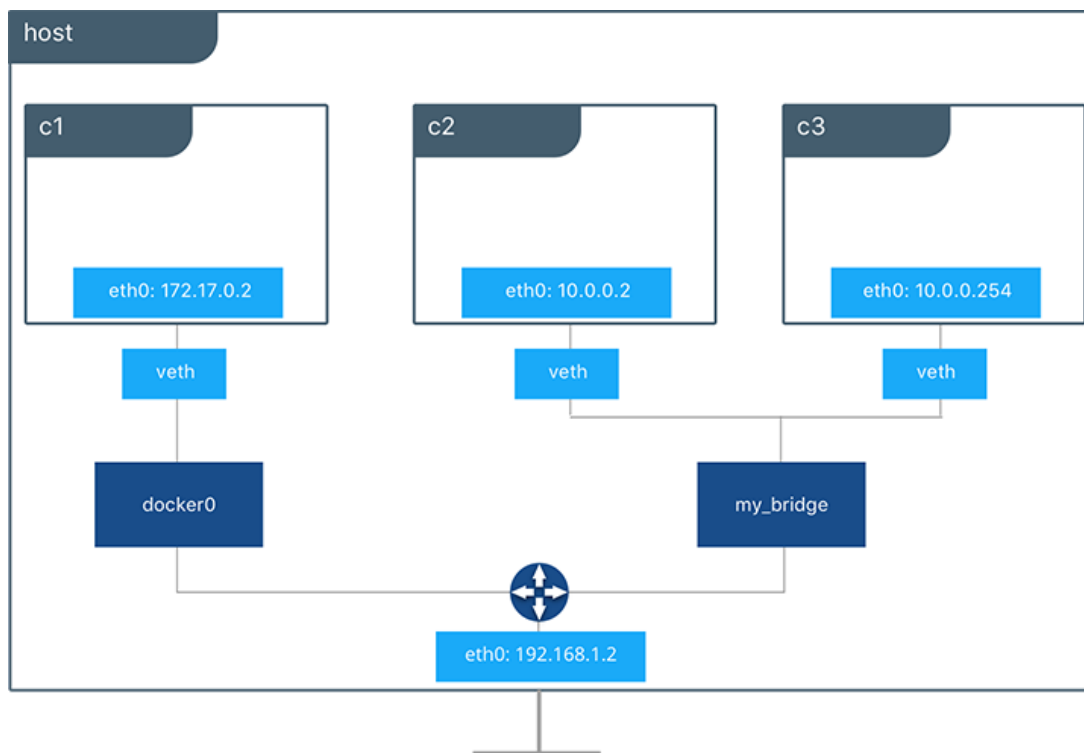 host
c1
c2
c3
eth0: 172.17.0.2
eth0: 10.0.0.2
eth0: 10.0.0.254
veth
veth
veth
docker0
my_bridge
eth0: 192.168.1.2